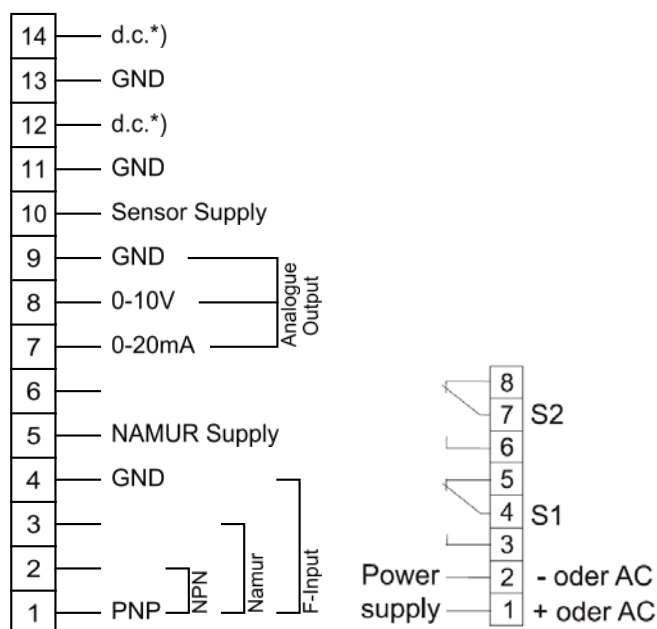 14 d.c.*)
13 GND
12 d.c.*)
11 GND
10 Sensor Supply
9 GND
8 0-10V
7 0-20mA
Analogue
Output
6
5 NAMUR Supply
4 GND
3
2
1 PNP
NPN
Namur
F-Input
8
7 S2
6
5
4 S1
3
Power 2 - oder AC
supply 1 + oder AC